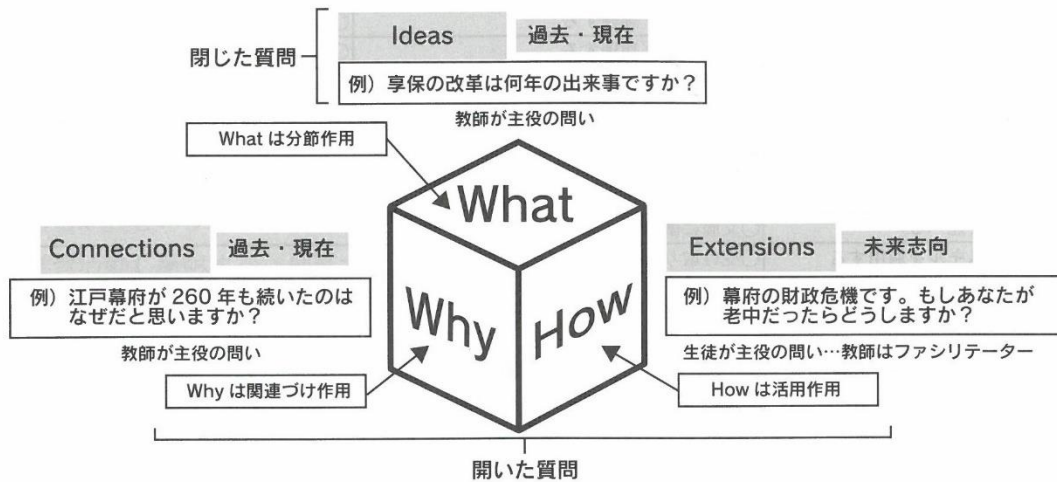 Ideas
過去・現在
閉じた質問
例）享保の改革は何年の出来事ですか？
教師が主役の問い
What は分節作用
What
Connections
過去・現在
例）江戸幕府が 260 年も続いたのは
なぜだと思いますか？
教師が主役の問い
Why は関連づけ作用
Why
How
Extensions
未来志向
例）幕府の財政危機です。もしあなたが
老中だったらどうしますか？
生徒が主役の問い…教師はファシリテーター
How は活用作用
開いた質問